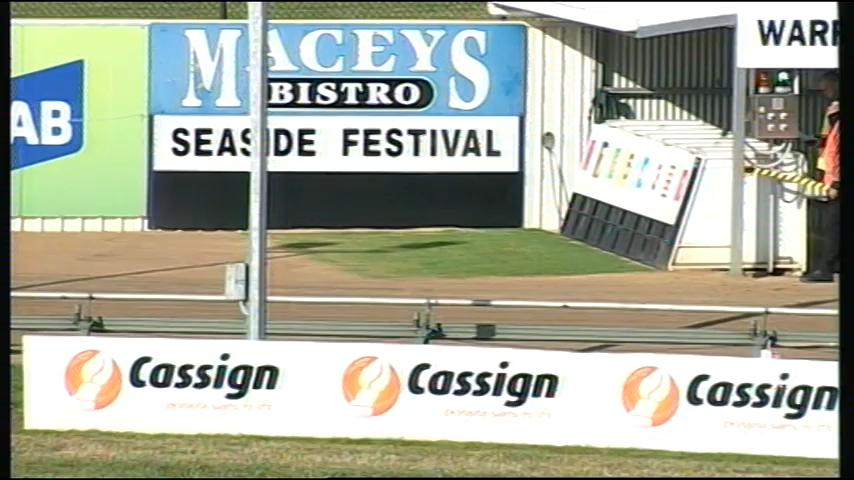 MACEYS
BISTRO
SEASIDE FESTIVAL
WARR
AB
Cassign Cassign Cassign